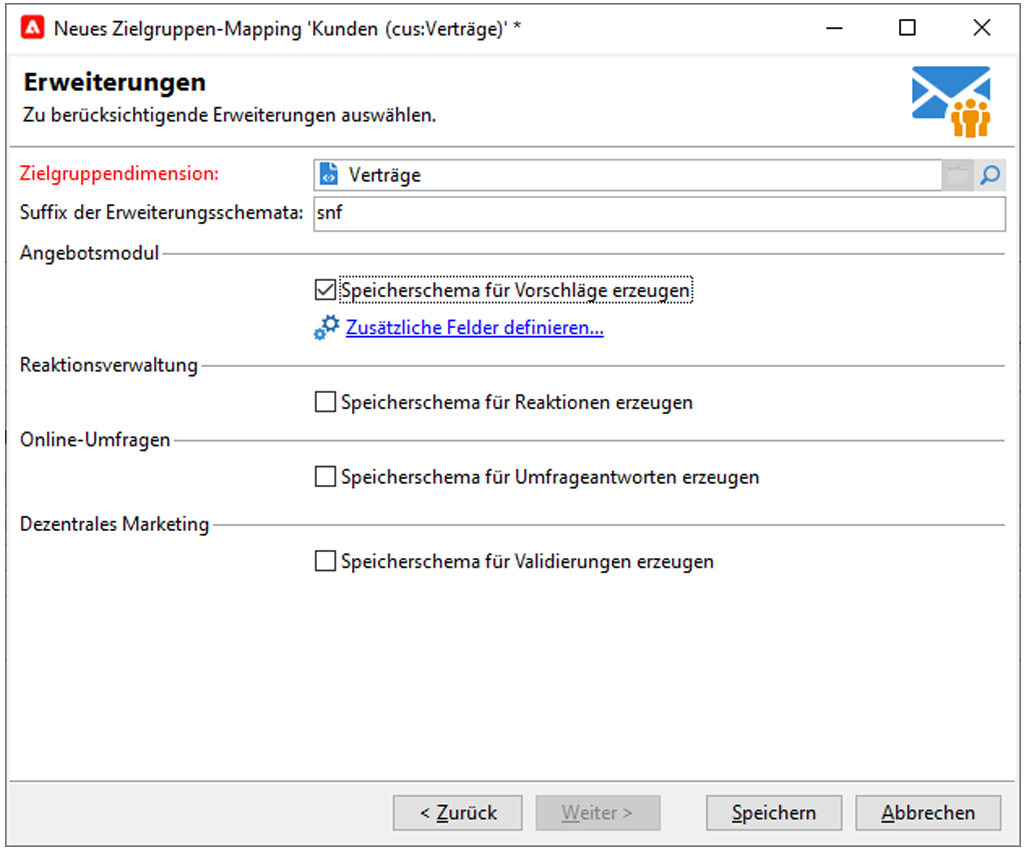 Neues Zielgruppen-Mapping 'Kunden (cus:Verträge)' *
Erweiterungen
Zu berücksichtigende Erweiterungen auswählen.
Zielgruppendimension: Verträge
Suffix der Erweiterungsschemata: snf
Angebotsmodul
Speicherschema für Vorschläge erzeugen
Zusätzliche Felder definieren...
Reaktionsverwaltung
Speicherschema für Reaktionen erzeugen
Online-Umfragen
Speicherschema für Umfrageantworten erzeugen
Dezentrales Marketing
Speicherschema für Validierungen erzeugen
< Zurück Weiter > Speichern Abbrechen